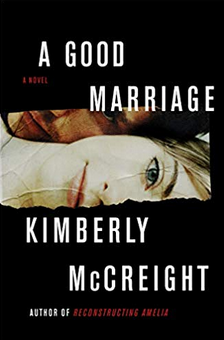 A GOOD
A NOVEL
MARRIAGE
KIMBERLY
McCREIGHT
AUTHOR OF RECONSTRUCTING AMELIA